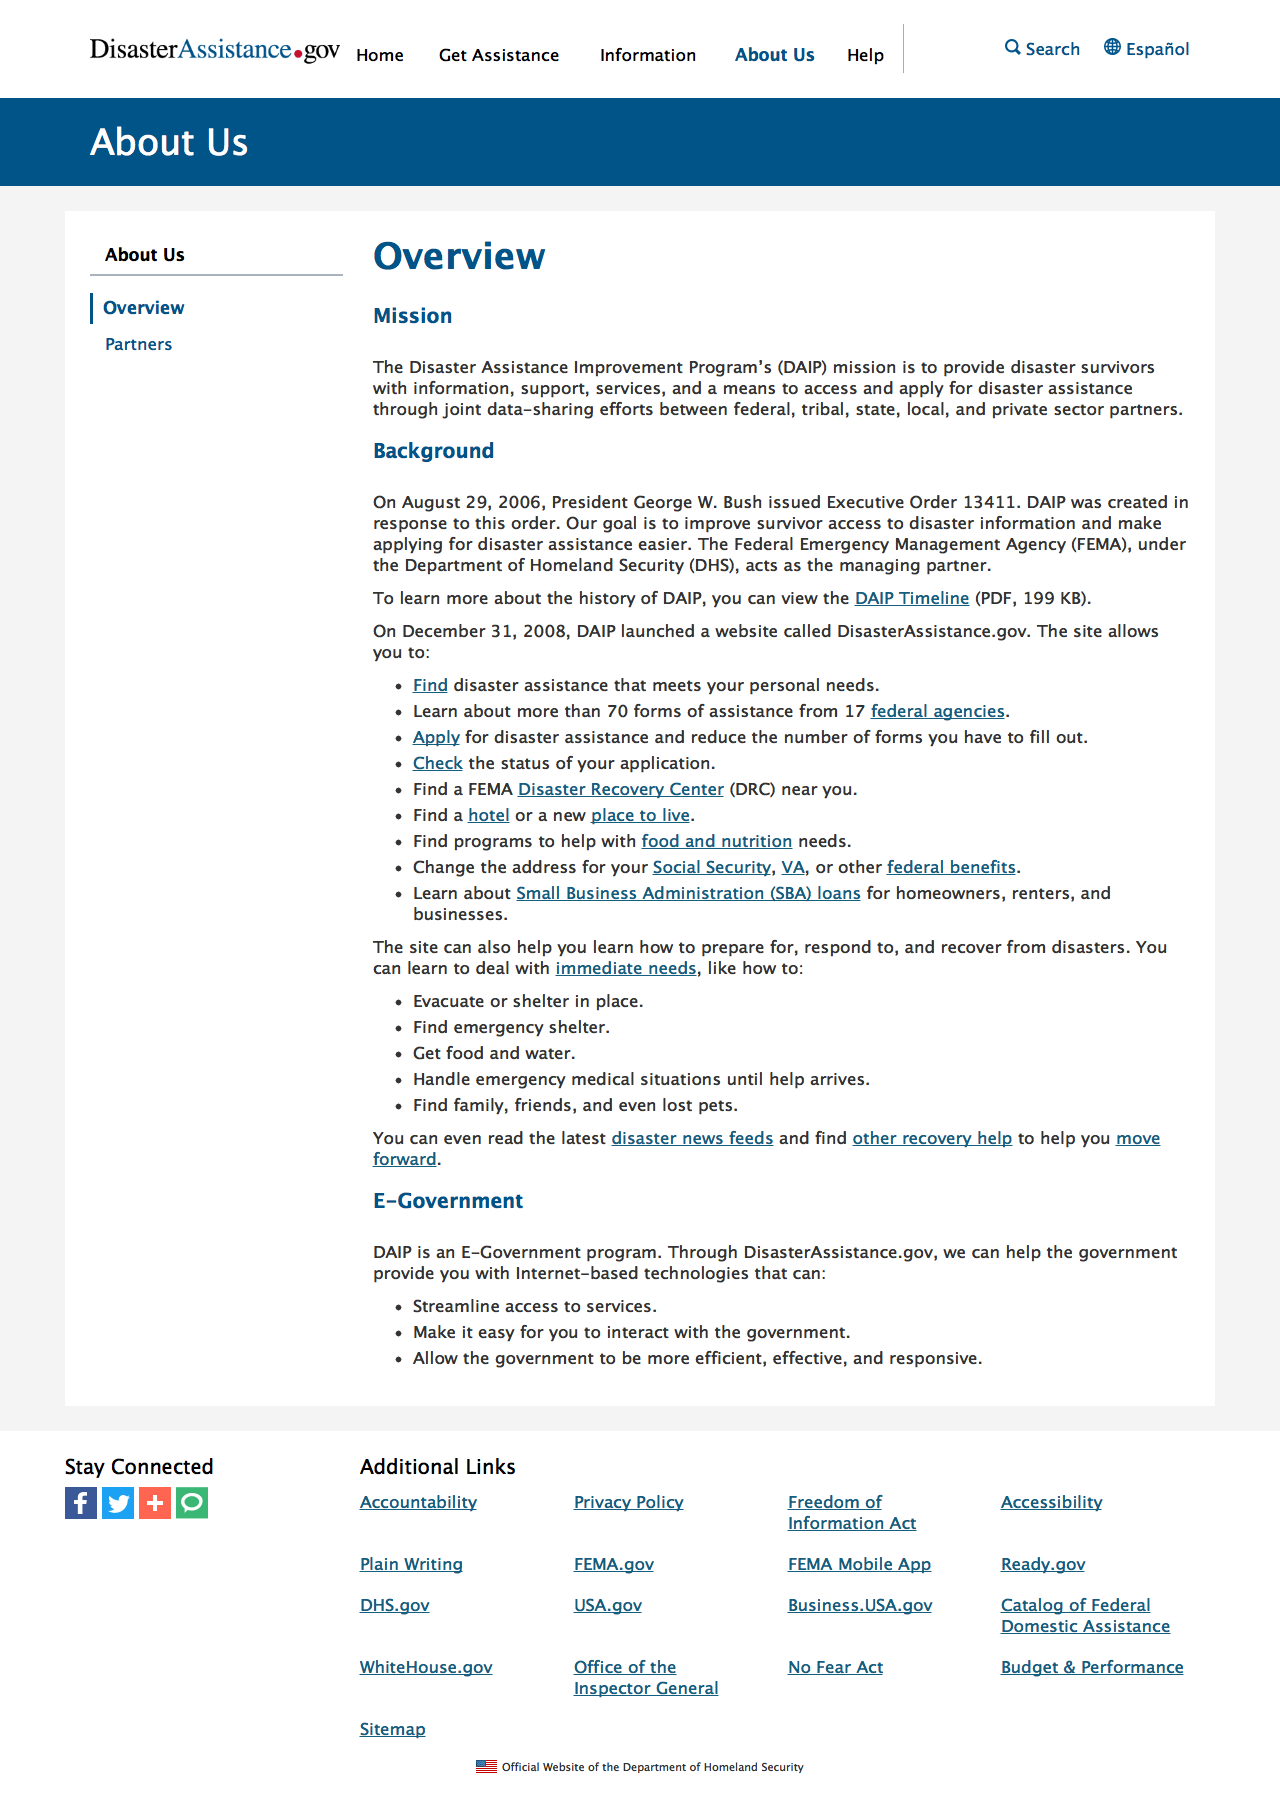 DisasterAssistance.gov Home Get Assistance Information About Us Help Search Español
About Us
About Us
Overview
Partners
Overview
Mission
The Disaster Assistance Improvement Program’s (DAIP) mission is to provide disaster survivors
with information, support, services, and a means to access and apply for disaster assistance
through joint data-sharing efforts between federal, tribal, state, local, and private sector partners.
Background
On August 29, 2006, President George W. Bush issued Executive Order 13411. DAIP was created in
response to this order. Our goal is to improve survivor access to disaster information and make
applying for disaster assistance easier. The Federal Emergency Management Agency (FEMA), under
the Department of Homeland Security (DHS), acts as the managing partner.
To learn more about the history of DAIP, you can view the DAIP Timeline (PDF, 199 KB).
On December 31, 2008, DAIP launched a website called DisasterAssistance.gov. The site allows
you to:
• Find disaster assistance that meets your personal needs.
• Learn about more than 70 forms of assistance from 17 federal agencies.
• Apply for disaster assistance and reduce the number of forms you have to fill out.
• Check the status of your application.
• Find a FEMA Disaster Recovery Center (DRC) near you.
• Find a hotel or a new place to live.
• Find programs to help with food and nutrition needs.
• Change the address for your Social Security, VA, or other federal benefits.
• Learn about Small Business Administration (SBA) loans for homeowners, renters, and
businesses.
The site can also help you learn how to prepare for, respond to, and recover from disasters. You
can learn to deal with immediate needs, like how to:
• Evacuate or shelter in place.
• Find emergency shelter.
• Get food and water.
• Handle emergency medical situations until help arrives.
• Find family, friends, and even lost pets.
You can even read the latest disaster news feeds and find other recovery help to help you move
forward.
E-Government
DAIP is an E-Government program. Through DisasterAssistance.gov, we can help the government
provide you with Internet-based technologies that can:
• Streamline access to services.
• Make it easy for you to interact with the government.
• Allow the government to be more efficient, effective, and responsive.
Stay Connected
Additional Links
Accountability Privacy Policy Freedom of Accessibility
Information Act
Plain Writing FEMA.gov FEMA Mobile App Ready.gov
DHS.gov USA.gov Business.USA.gov Catalog of Federal
Domestic Assistance
WhiteHouse.gov Office of the No Fear Act Budget & Performance
Inspector General
Sitemap
Official Website of the Department of Homeland Security